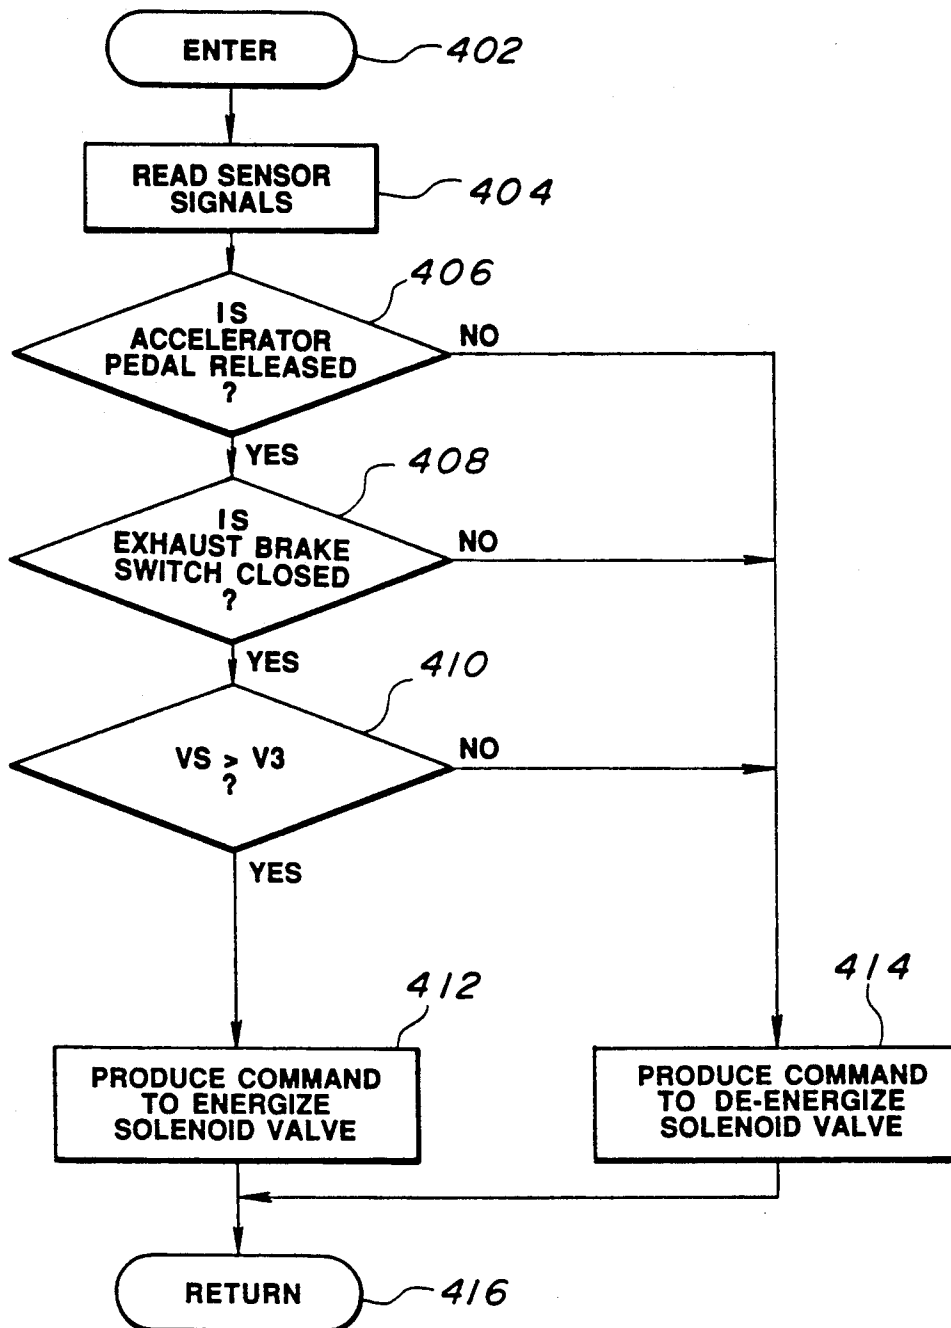 ENTER
402
READ SENSOR
SIGNALS
404
406
IS
ACCELERATOR
PEDAL RELEASED
?
NO
YES
408
IS
EXHAUST BRAKE
SWITCH CLOSED
?
NO
YES
410
VS > V3
?
NO
YES
412
414
PRODUCE COMMAND
TO ENERGIZE
SOLENOID VALVE
PRODUCE COMMAND
TO DE-ENERGIZE
SOLENOID VALVE
RETURN
416